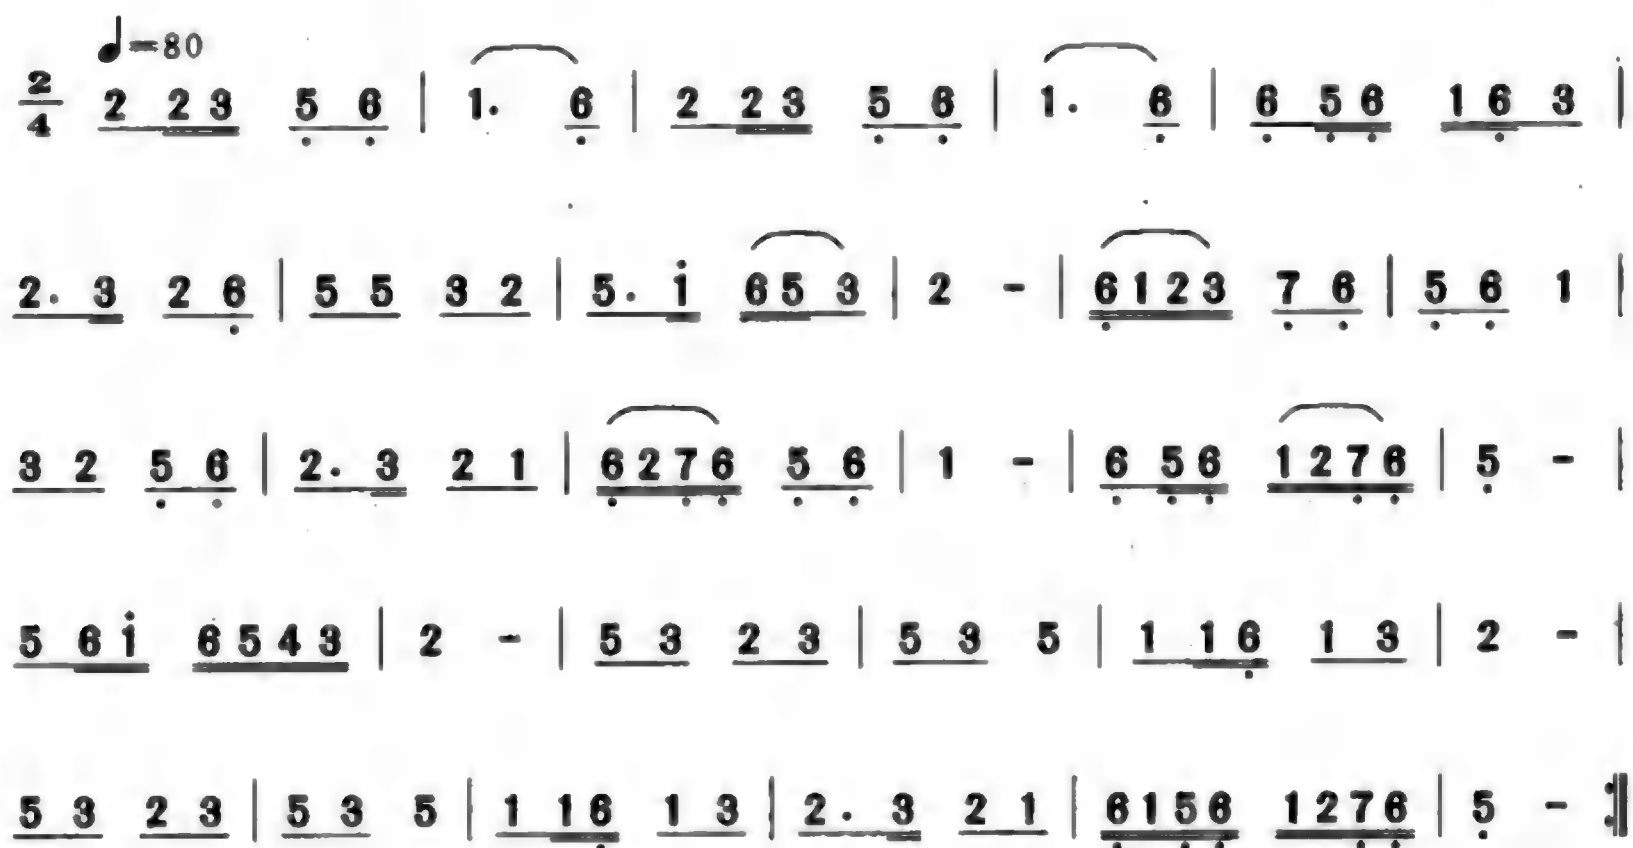 ♩=80
2/4 2 2 3 5̣ 6̣ | 1. 6̣ | 2 2 3 5̣ 6̣ | 1. 6̣ | 6̣ 5̣ 6̣ 1 6̣ 3 |
2. 3 2 6̣ | 5 5 3 2 | 5. i̇ 6 5 3 | 2 - | 6̣ 1 2 3 7̣ 6̣ | 5̣ 6̣ 1 |
3 2 5̣ 6̣ | 2. 3 2 1 | 6̣ 2 7̣ 6̣ 5̣ 6̣ | 1 - | 6̣ 5̣ 6̣ 1 2 7̣ 6̣ | 5̣ - |
5 6 i̇ 6 5 4 3 | 2 - | 5 3 2 3 | 5 3 5 | 1 1 6̣ 1 3 | 2 - |
5 3 2 3 | 5 3 5 | 1 1 6̣ 1 3 | 2. 3 2 1 | 6̣ 1 5̣ 6̣ 1 2 7̣ 6̣ | 5̣ - :‖